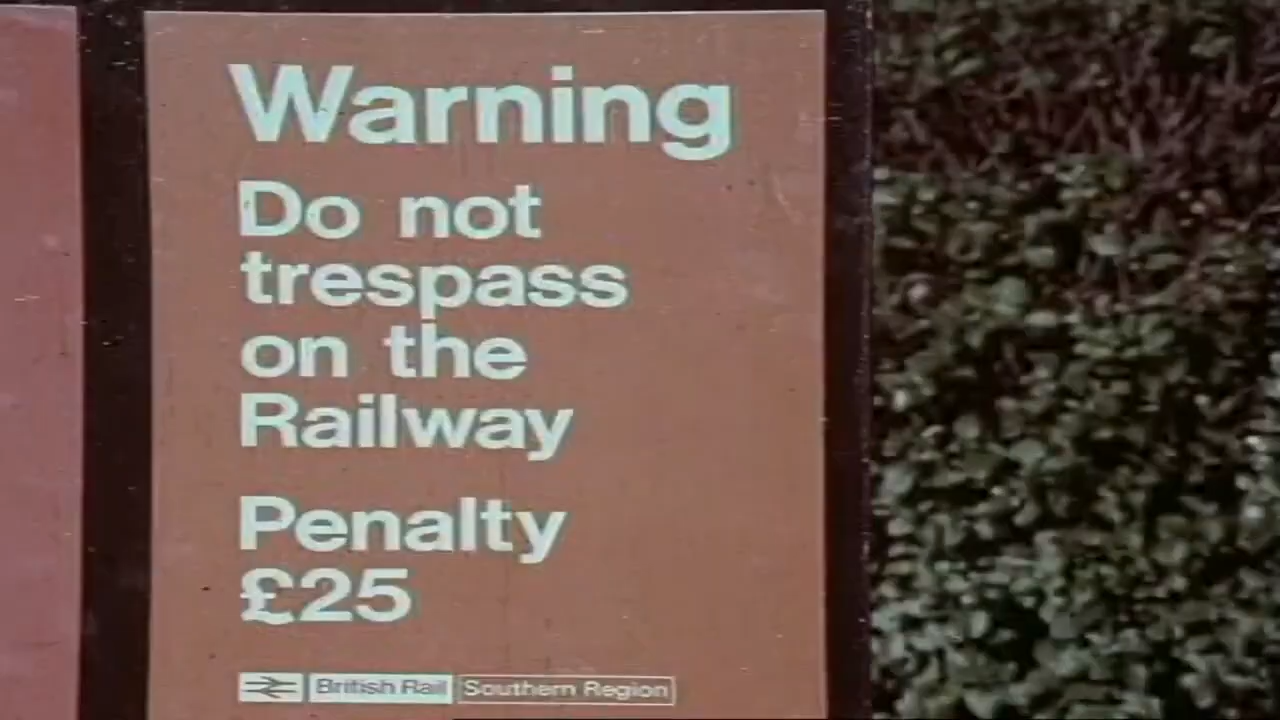 Warning
Do not
trespass
on the
Railway
Penalty
£25
British Rail Southern Region